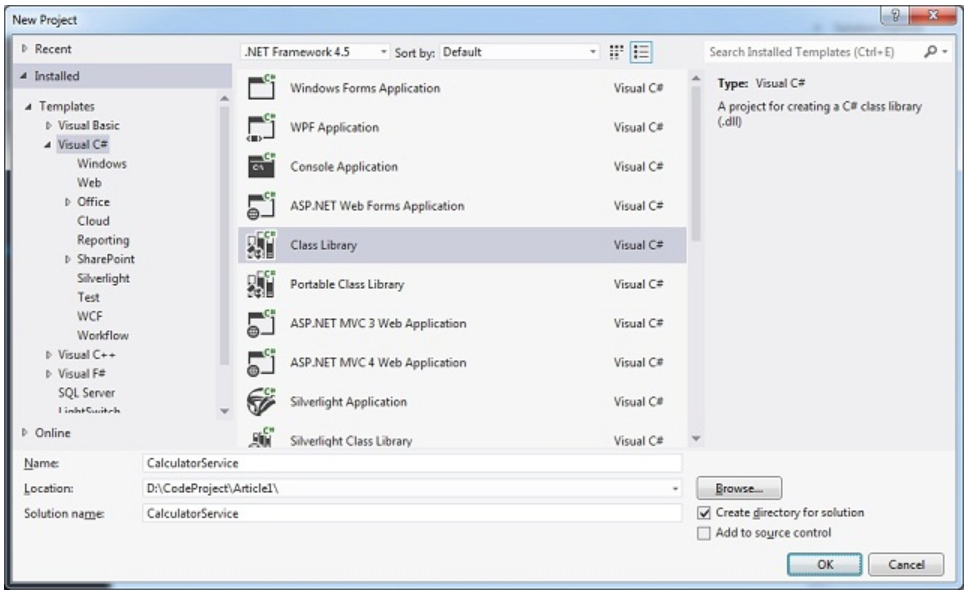 New Project
Recent
.NET Framework 4.5
Sort by: Default
Search Installed Templates (Ctrl+E)
Installed
Templates
Visual Basic
Visual C#
Windows
Web
Office
Cloud
Reporting
SharePoint
Silverlight
Test
WCF
Workflow
Visual C++
Visual F#
SQL Server
LightSwitch
Online
Windows Forms Application Visual C#
WPF Application Visual C#
Console Application Visual C#
ASP.NET Web Forms Application Visual C#
Class Library Visual C#
Portable Class Library Visual C#
ASP.NET MVC 3 Web Application Visual C#
ASP.NET MVC 4 Web Application Visual C#
Silverlight Application Visual C#
Silverlight Class Library Visual C#
Type: Visual C#
A project for creating a C# class library
(.dll)
Name: CalculatorService
Location: D:\CodeProject\Article1\
Browse...
Solution name: CalculatorService
Create directory for solution
Add to source control
OK
Cancel